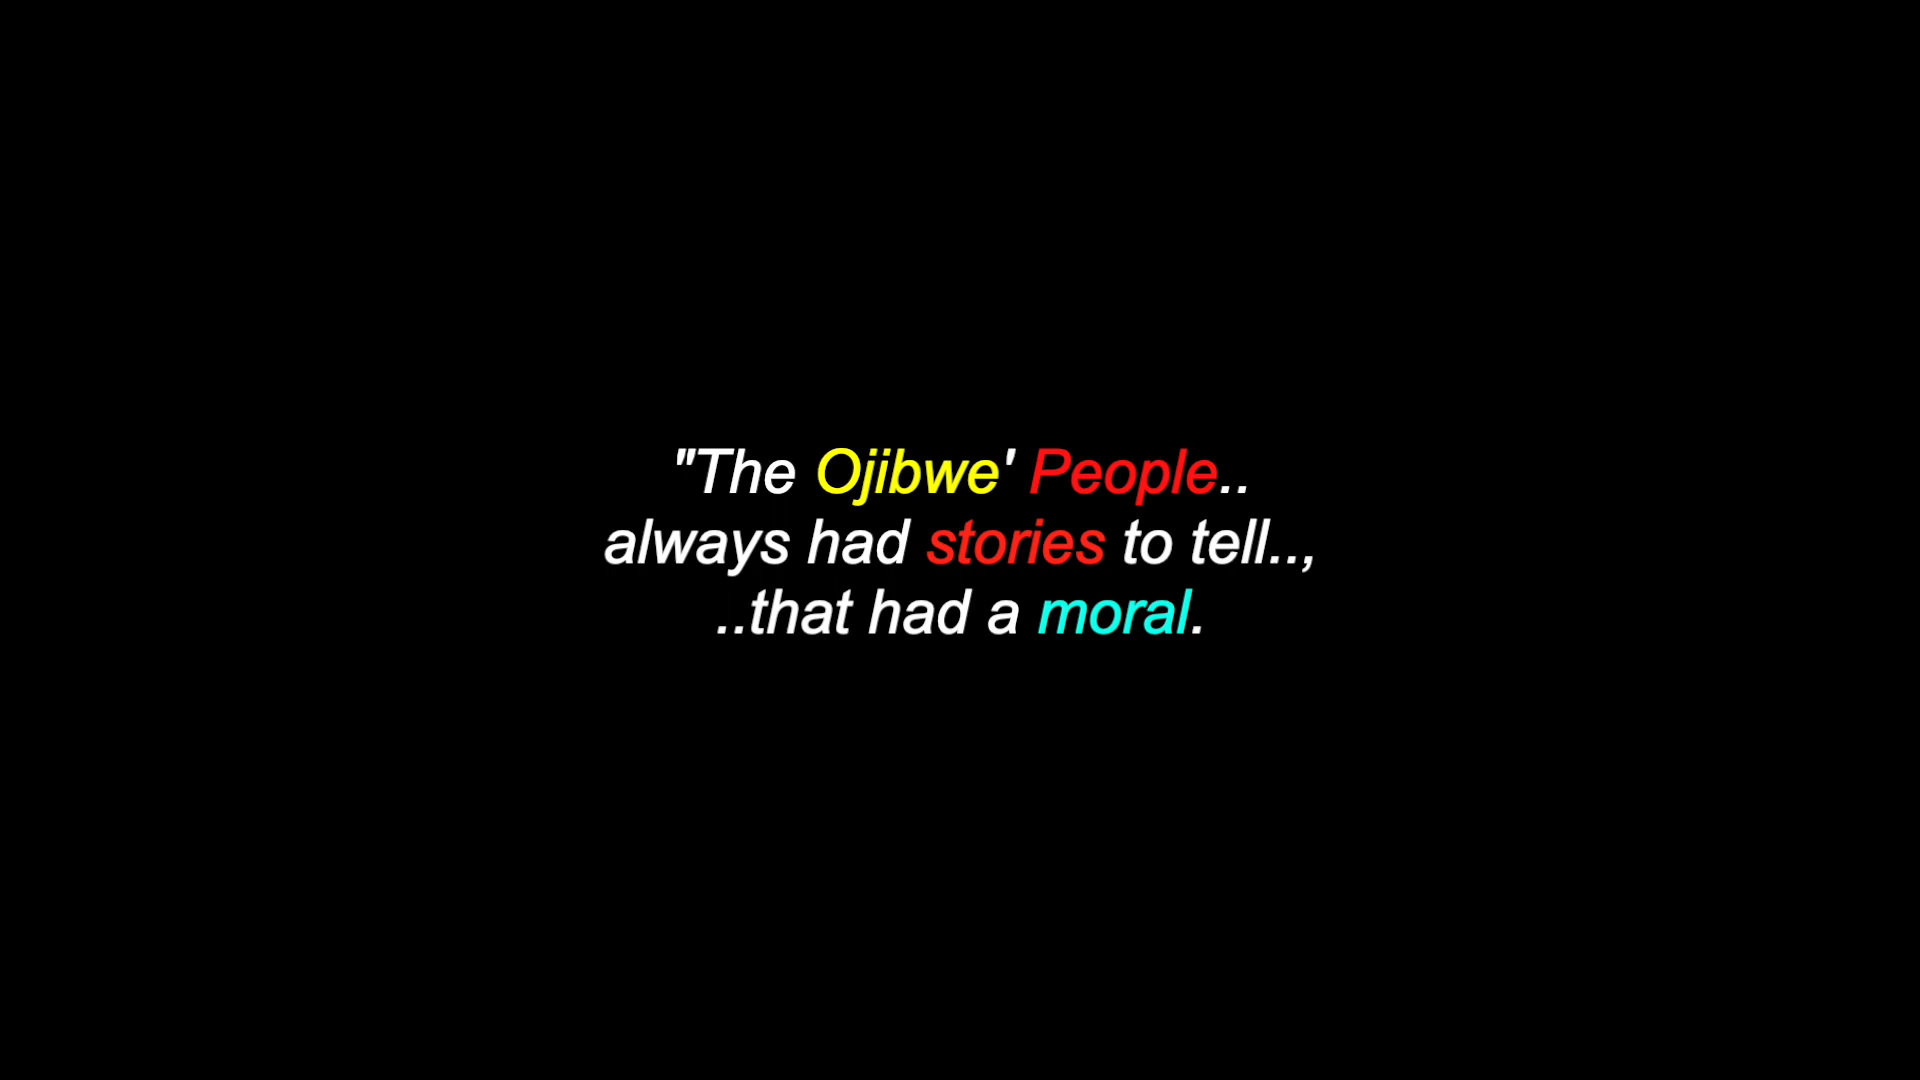 "The Ojibwe' People..
always had stories to tell..,
..that had a moral.